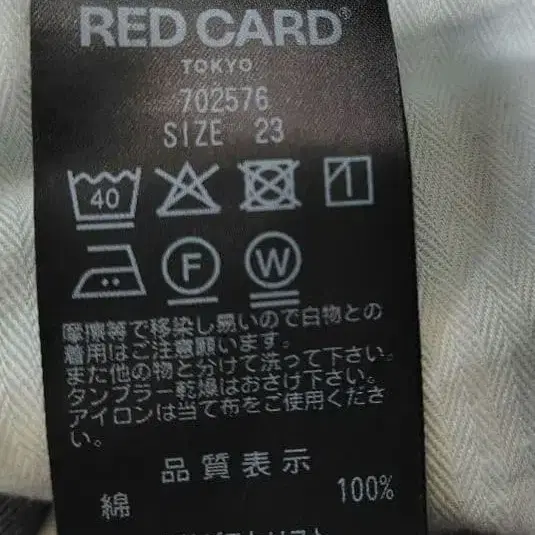 RED CARD®
TOKYO
702576
SIZE 23
40
F W
摩擦等で移染し易いので白物との
着用はご注意願います。
また他の物と分けて洗って下さい。
タンブラー乾燥はおさけ下さい。
アイロンは当て布をご使用くださ
い。
品質表示
綿 100%